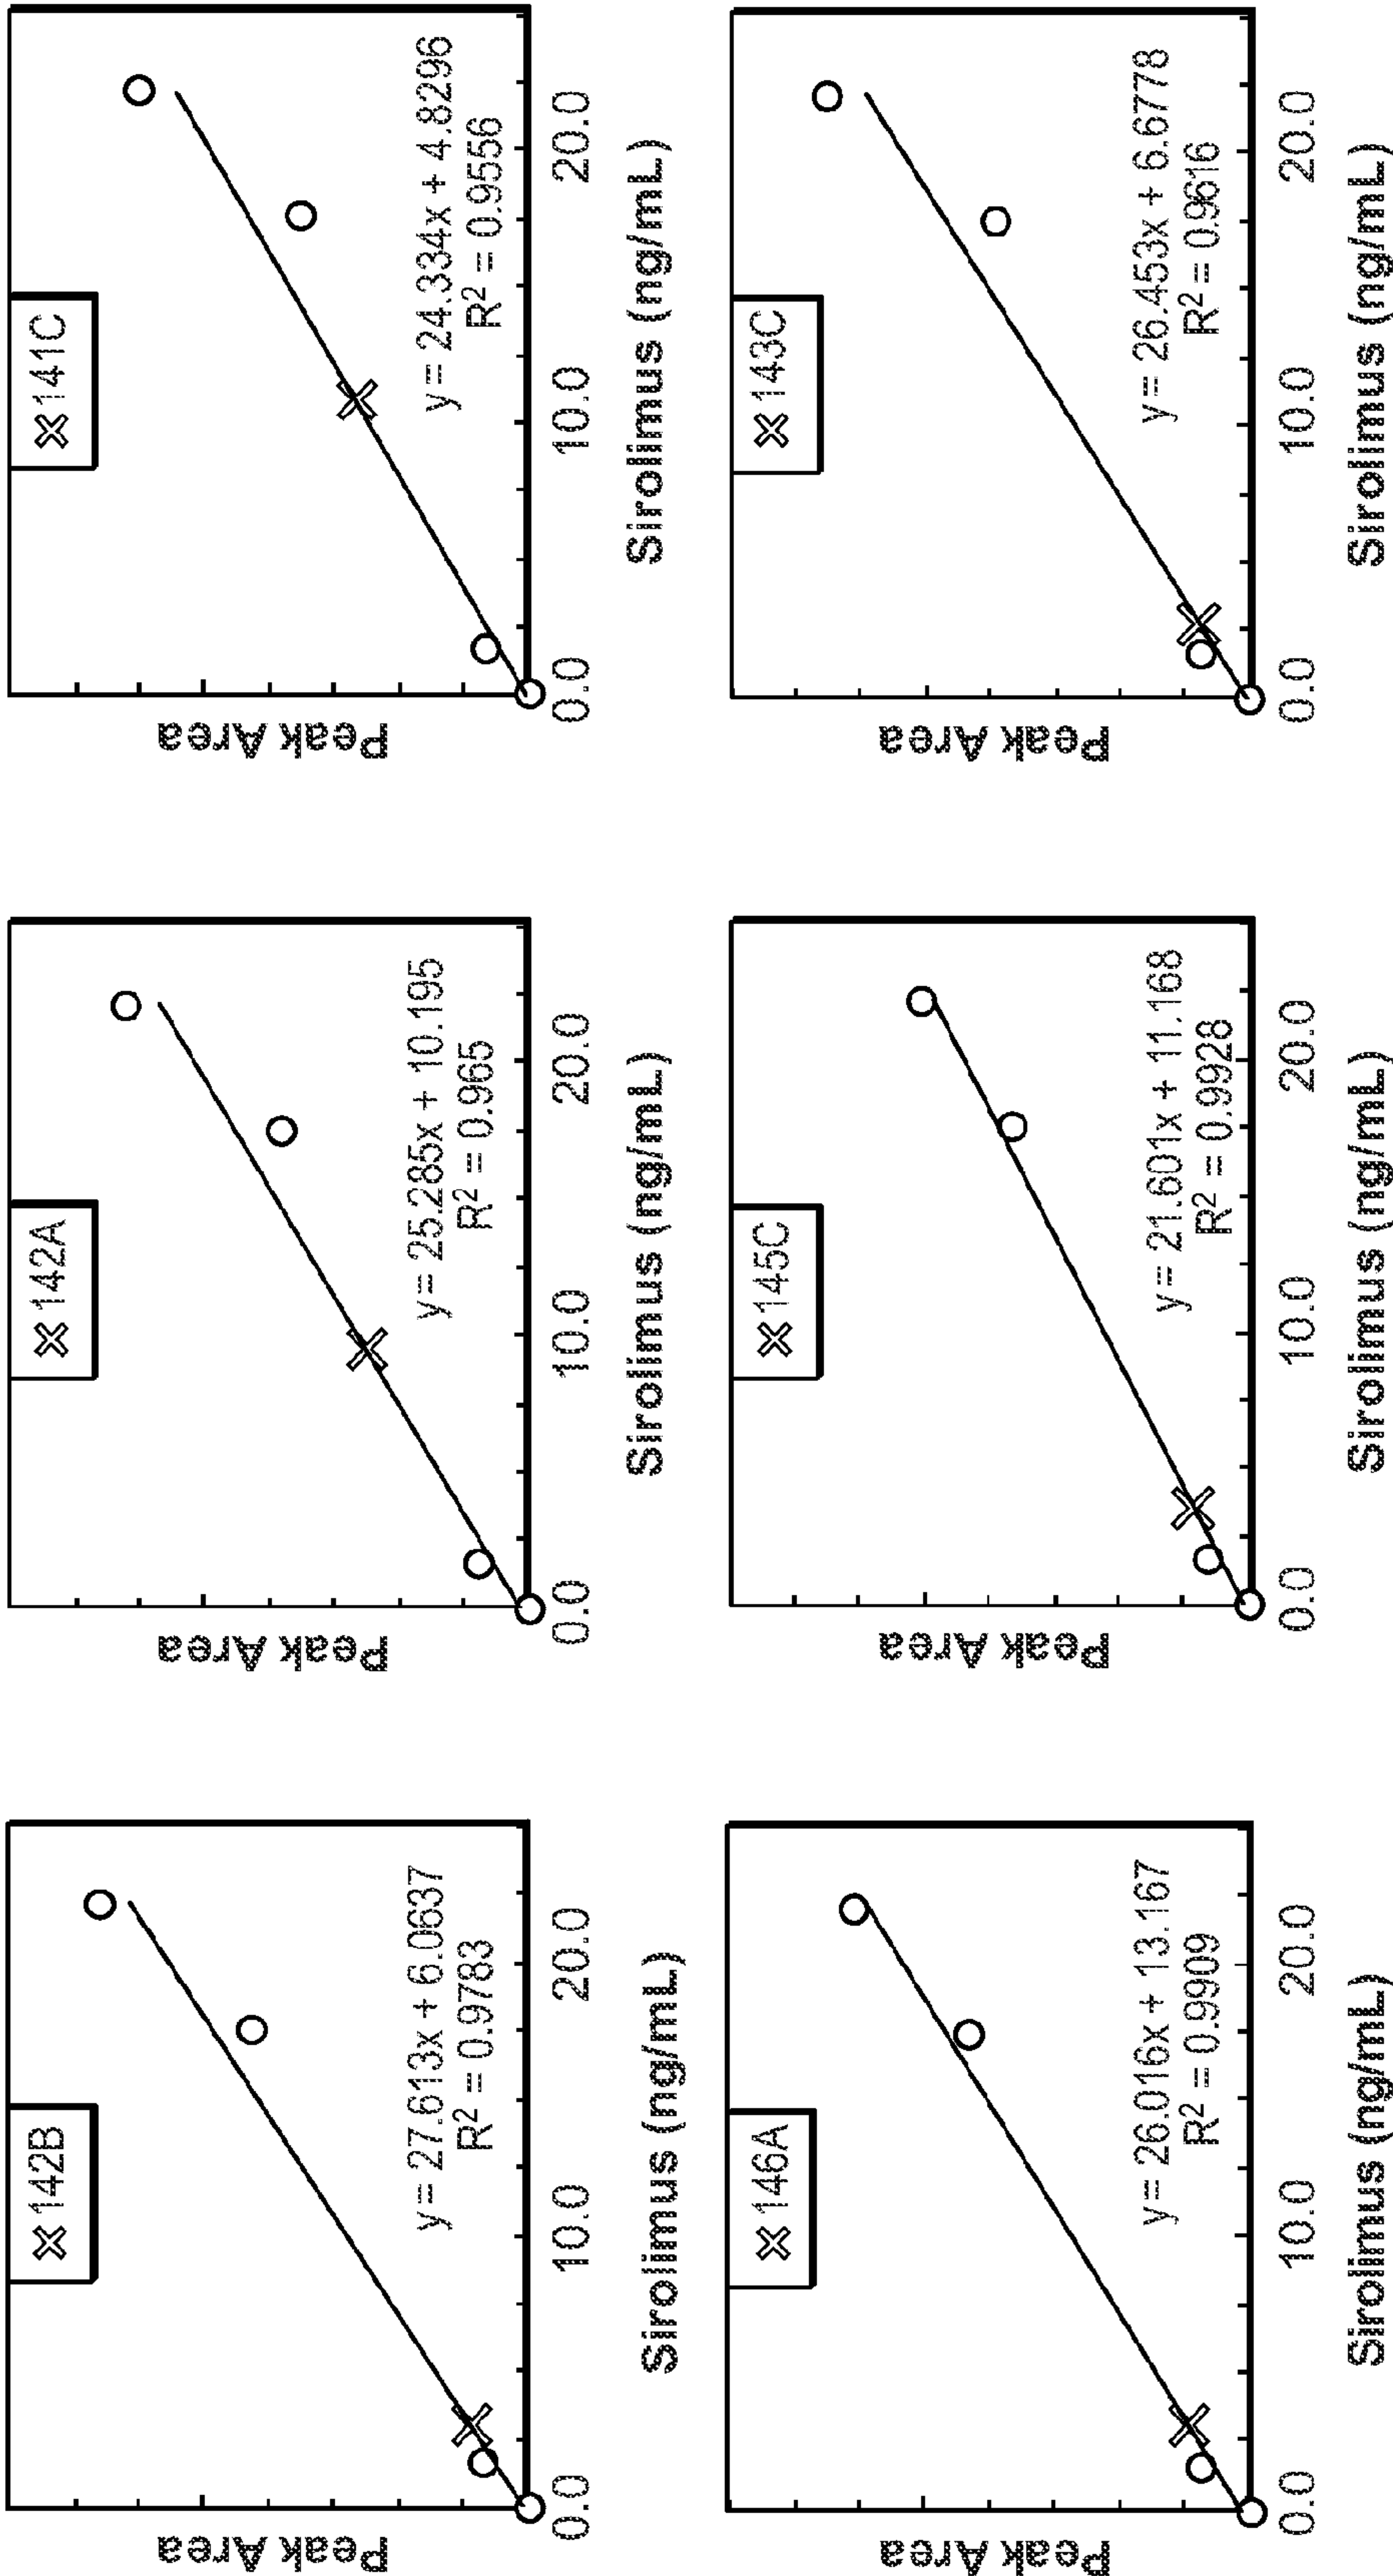 × 142B
Peak Area
y = 27.613x + 6.0637
R² = 0.9783
0.0 10.0 20.0
Sirolimus (ng/mL)
× 142A
Peak Area
y = 25.285x + 10.195
R² = 0.965
0.0 10.0 20.0
Sirolimus (ng/mL)
× 141C
Peak Area
y = 24.334x + 4.8296
R² = 0.9556
0.0 10.0 20.0
Sirolimus (ng/mL)
× 146A
Peak Area
y = 26.016x + 13.167
R² = 0.9909
0.0 10.0 20.0
Sirolimus (ng/mL)
× 145C
Peak Area
y = 21.601x + 11.168
R² = 0.9928
0.0 10.0 20.0
Sirolimus (ng/mL)
× 143C
Peak Area
y = 26.453x + 6.6778
R² = 0.9616
0.0 10.0 20.0
Sirolimus (ng/mL)